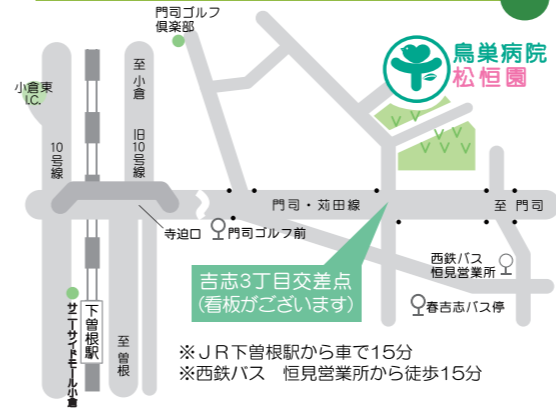 門司ゴルフ
倶楽部
至小倉
小倉東
I.C.
10号線
旧10号線
鳥巣病院
松恒園
門司・苅田線
至 門司
寺迫口
門司ゴルフ前
西鉄バス
恒見営業所
吉志3丁目交差点
(看板がございます)
春吉志バス停
サニーサイドモール小倉
下曽根駅
至曽根
※JR下曽根駅から車で15分
※西鉄バス　恒見営業所から徒歩15分